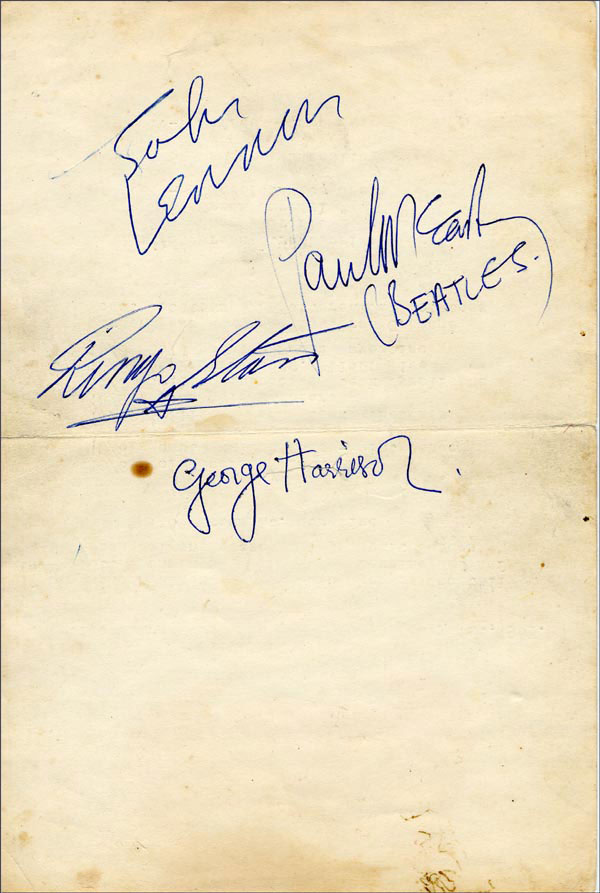 John
Lennon
Paul McCartney
(BEATLES.)
Ringo Starr
George Harrison.